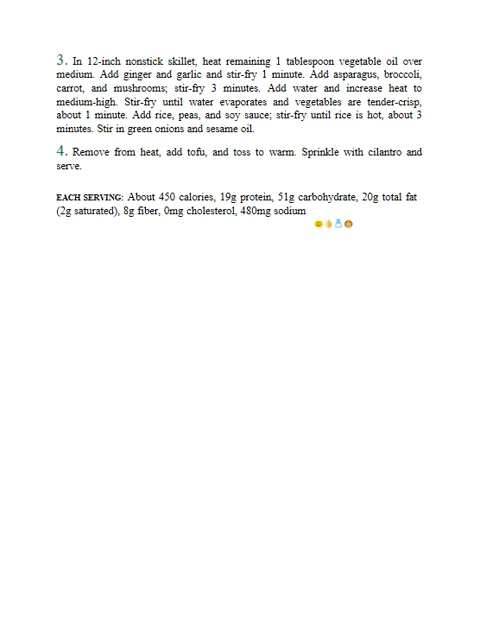 3. In 12-inch nonstick skillet, heat remaining 1 tablespoon vegetable oil over
medium. Add ginger and garlic and stir-fry 1 minute. Add asparagus, broccoli,
carrot, and mushrooms; stir-fry 3 minutes. Add water and increase heat to
medium-high. Stir-fry until water evaporates and vegetables are tender-crisp,
about 1 minute. Add rice, peas, and soy sauce; stir-fry until rice is hot, about 3
minutes. Stir in green onions and sesame oil.
4. Remove from heat, add tofu, and toss to warm. Sprinkle with cilantro and
serve.
EACH SERVING: About 450 calories, 19g protein, 51g carbohydrate, 20g total fat
(2g saturated), 8g fiber, 0mg cholesterol, 480mg sodium